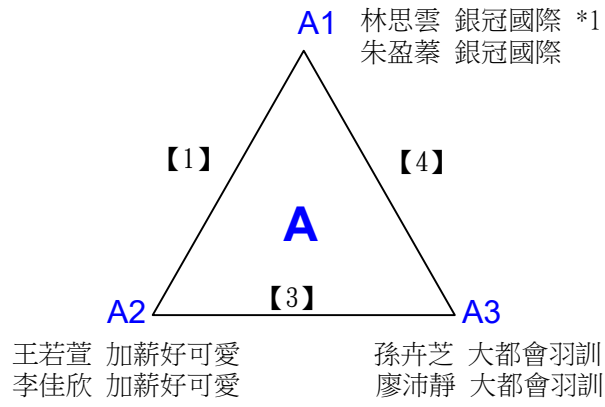 A1 林思雲 銀冠國際 *1
朱盈蓁 銀冠國際
【1】 【4】
A
【3】
A2 A3
王若萱 加薪好可愛 孫卉芝 大都會羽訓
李佳欣 加薪好可愛 廖沛靜 大都會羽訓